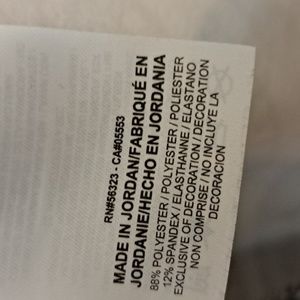 RN#56323 - CA#05553
MADE IN JORDAN/FABRIQUÉ EN
JORDANIE/HECHO EN JORDANIA
88% POLYESTER / POLYESTER / POLIESTER
12% SPANDEX / ELASTHANNE / ELASTANO
EXCLUSIVE OF DECORATION / DECORATION
NON COMPRISE / NO INCLUYE LA
DECORACION